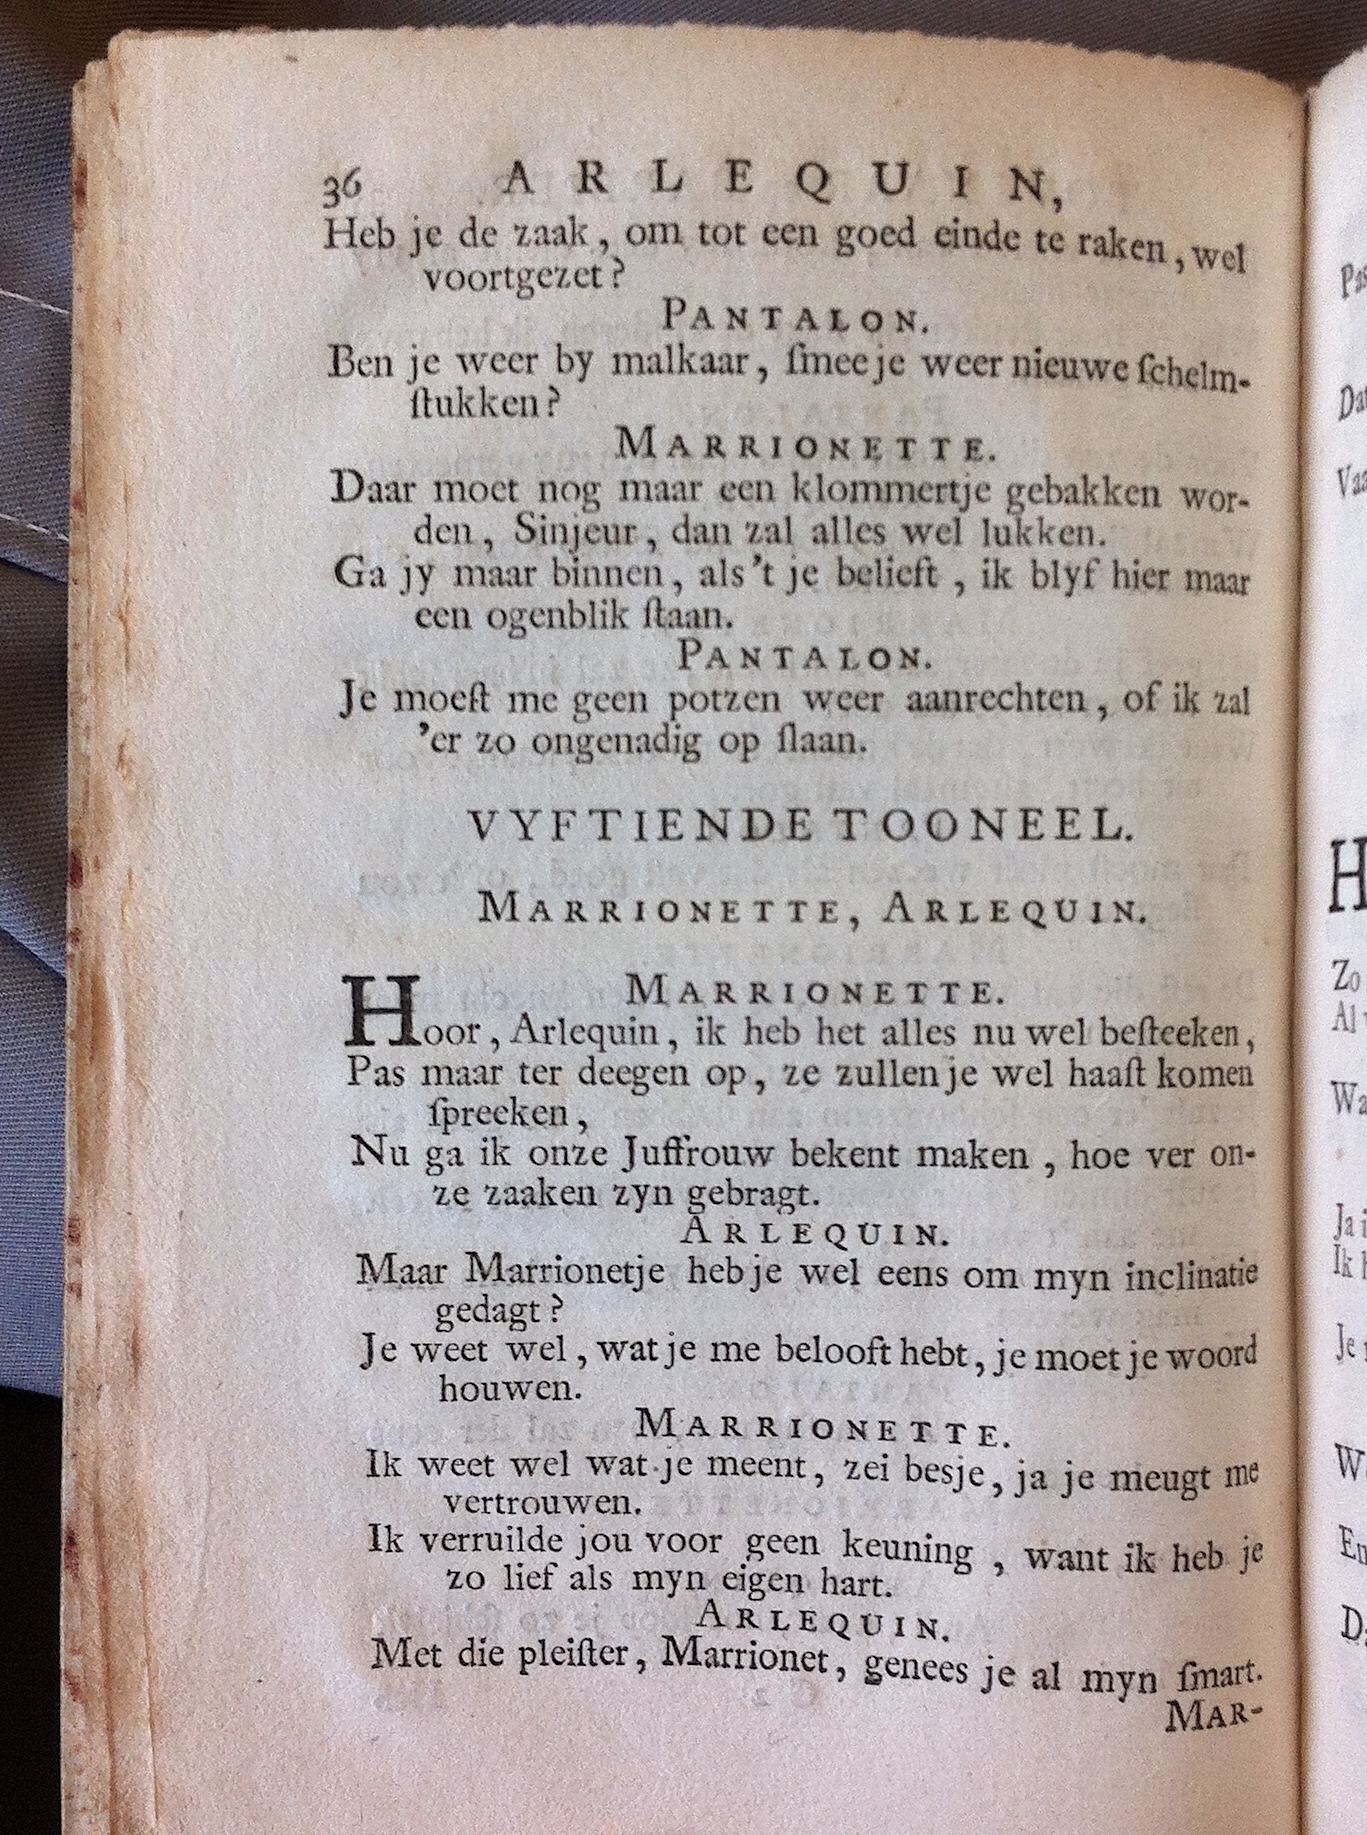 36 ARLEQUIN,
Heb je de zaak, om tot een goed einde te raken, wel
voortgezet?
PANTALON.
Ben je weer by malkaar, ſmee je weer nieuwe ſchelm-
ſtukken?
MARRIONETTE.
Daar moet nog maar een klommertje gebakken wor-
den, Sinjeur, dan zal alles wel lukken.
Ga jy maar binnen, als 't je belieft, ik blyf hier maar
een ogenblik ſtaan.
PANTALON.
Je moeſt me geen potzen weer aanrechten, of ik zal
'er zo ongenadig op ſlaan.
VYFTIENDE TOONEEL.
MARRIONETTE, ARLEQUIN.
MARRIONETTE.
Hoor, Arlequin, ik heb het alles nu wel beſteeken,
Pas maar ter deegen op, ze zullen je wel haaſt komen
ſpreeken,
Nu ga ik onze Juffrouw bekent maken, hoe ver on-
ze zaaken zyn gebragt.
ARLEQUIN.
Maar Marrionetje heb je wel eens om myn inclinatie
gedagt?
Je weet wel, wat je me belooft hebt, je moet je woord
houwen.
MARRIONETTE.
Ik weet wel wat je meent, zei besje, ja je meugt me
vertrouwen.
Ik verruilde jou voor geen keuning, want ik heb je
zo lief als myn eigen hart.
ARLEQUIN.
Met die pleiſter, Marrionet, genees je al myn ſmart.
MAR-